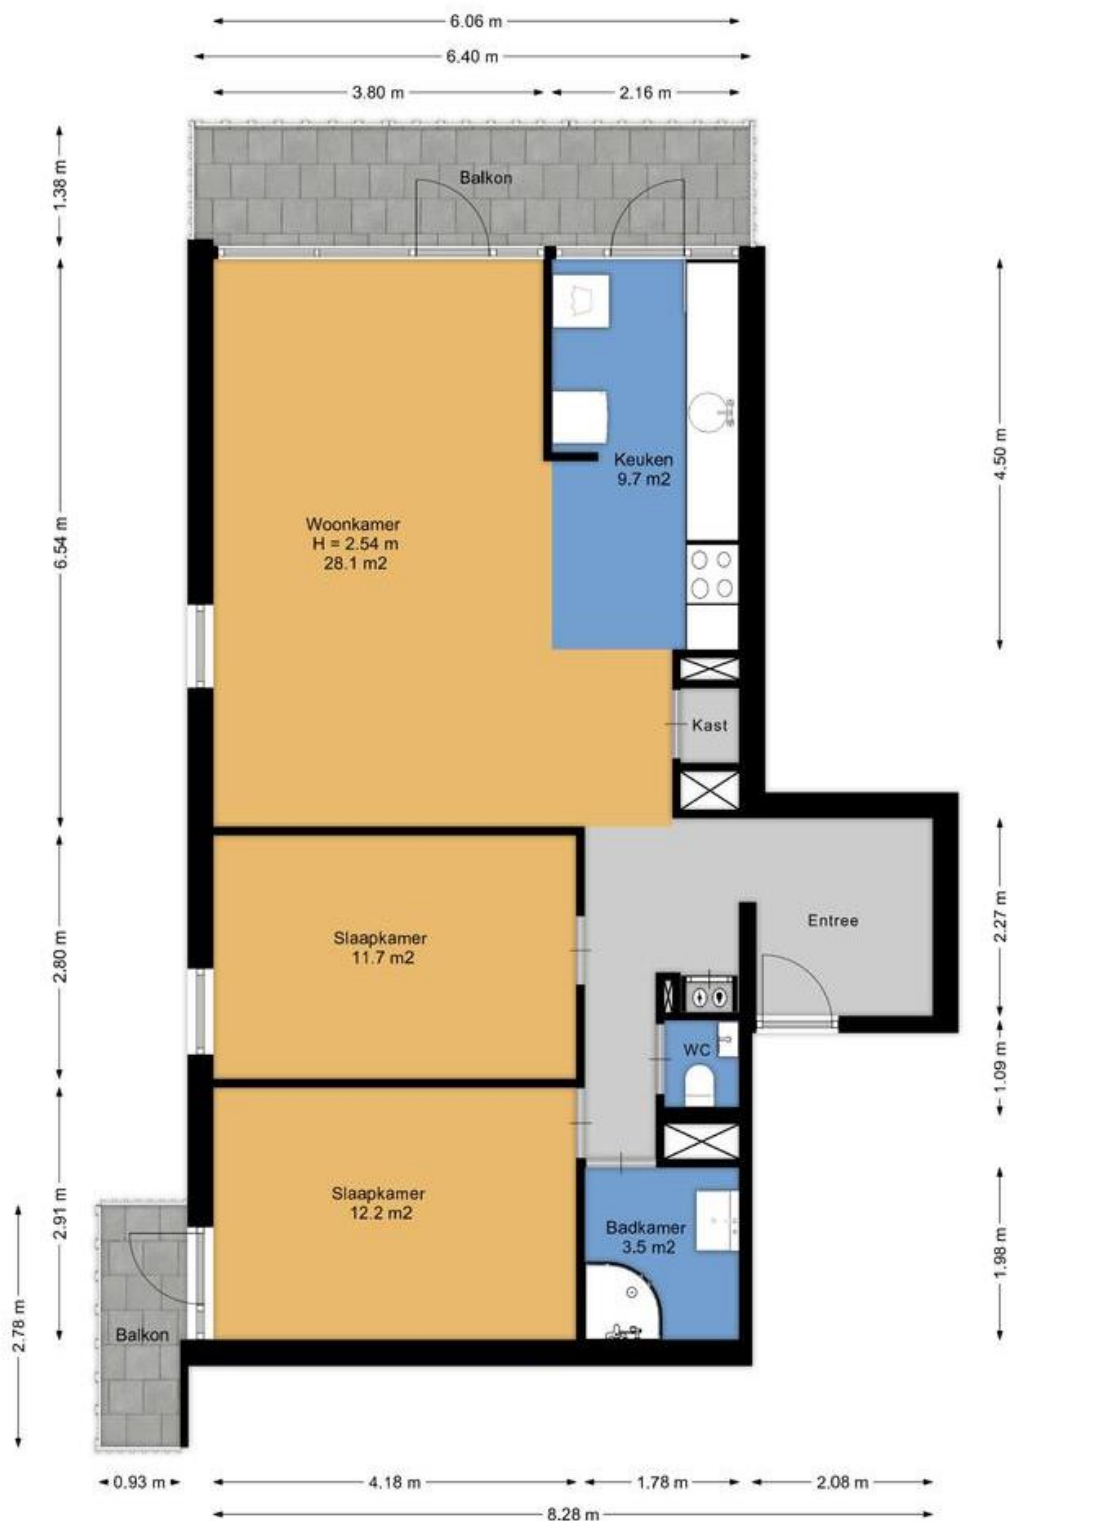 6.06 m
6.40 m
3.80 m
2.16 m
1.38 m
Balkon
6.54 m
4.50 m
Keuken
9.7 m2
Woonkamer
H = 2.54 m
28.1 m2
Kast
2.80 m
Slaapkamer
11.7 m2
Entree
2.27 m
WC
1.09 m
2.91 m
Slaapkamer
12.2 m2
Badkamer
3.5 m2
1.98 m
2.78 m
Balkon
0.93 m
4.18 m
1.78 m
2.08 m
8.28 m